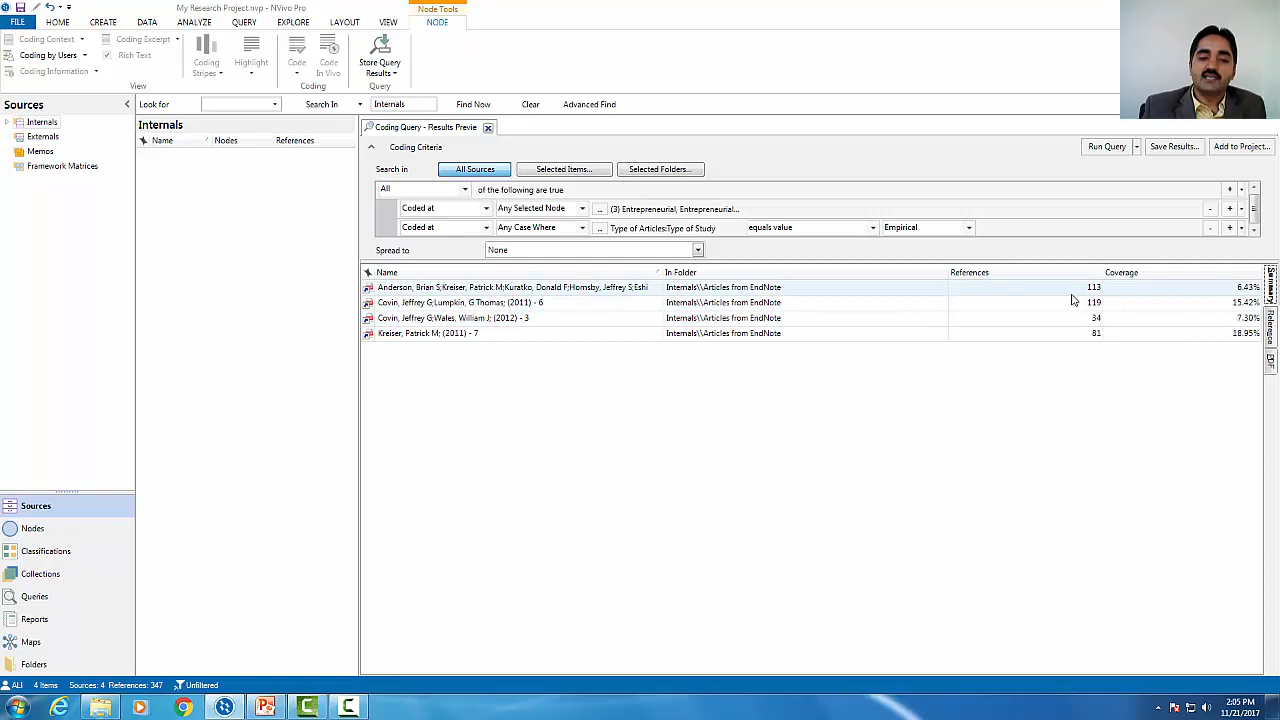 My Research Project.nvp - NVivo Pro
Node Tools
FILE HOME CREATE DATA ANALYZE QUERY EXPLORE LAYOUT VIEW NODE
Coding Context Coding Excerpt
Coding by Users Rich Text
Coding Information
Coding Stripes
Highlight
Code
Code In Vivo
Store Query Results
View Coding Query
Sources
Look for Search In Internals Find Now Clear Advanced Find
Internals
Externals
Memos
Framework Matrices
Internals
Name Nodes References
Coding Query - Results Previe
Coding Criteria
Run Query Save Results... Add to Project...
Search in All Sources Selected Items... Selected Folders...
All of the following are true
Coded at Any Selected Node ... (3) Entrepreneurial, Entrepreneurial...
Coded at Any Case Where ... Type of Articles:Type of Study equals value Empirical
Spread to None
Name In Folder References Coverage
Anderson, Brian S;Kreiser, Patrick M;Kuratko, Donald F;Hornsby, Jeffrey S;Eshi Internals\\Articles from EndNote 113 6.43%
Covin, Jeffrey G;Lumpkin, G Thomas; (2011) - 6 Internals\\Articles from EndNote 119 15.42%
Covin, Jeffrey G;Wales, William J; (2012) - 3 Internals\\Articles from EndNote 34 7.30%
Kreiser, Patrick M; (2011) - 7 Internals\\Articles from EndNote 81 18.95%
Summary
Reference
PDF
Sources
Nodes
Classifications
Collections
Queries
Reports
Maps
Folders
ALI 4 Items Sources: 4 References: 347 Unfiltered
2:05 PM
11/21/2017